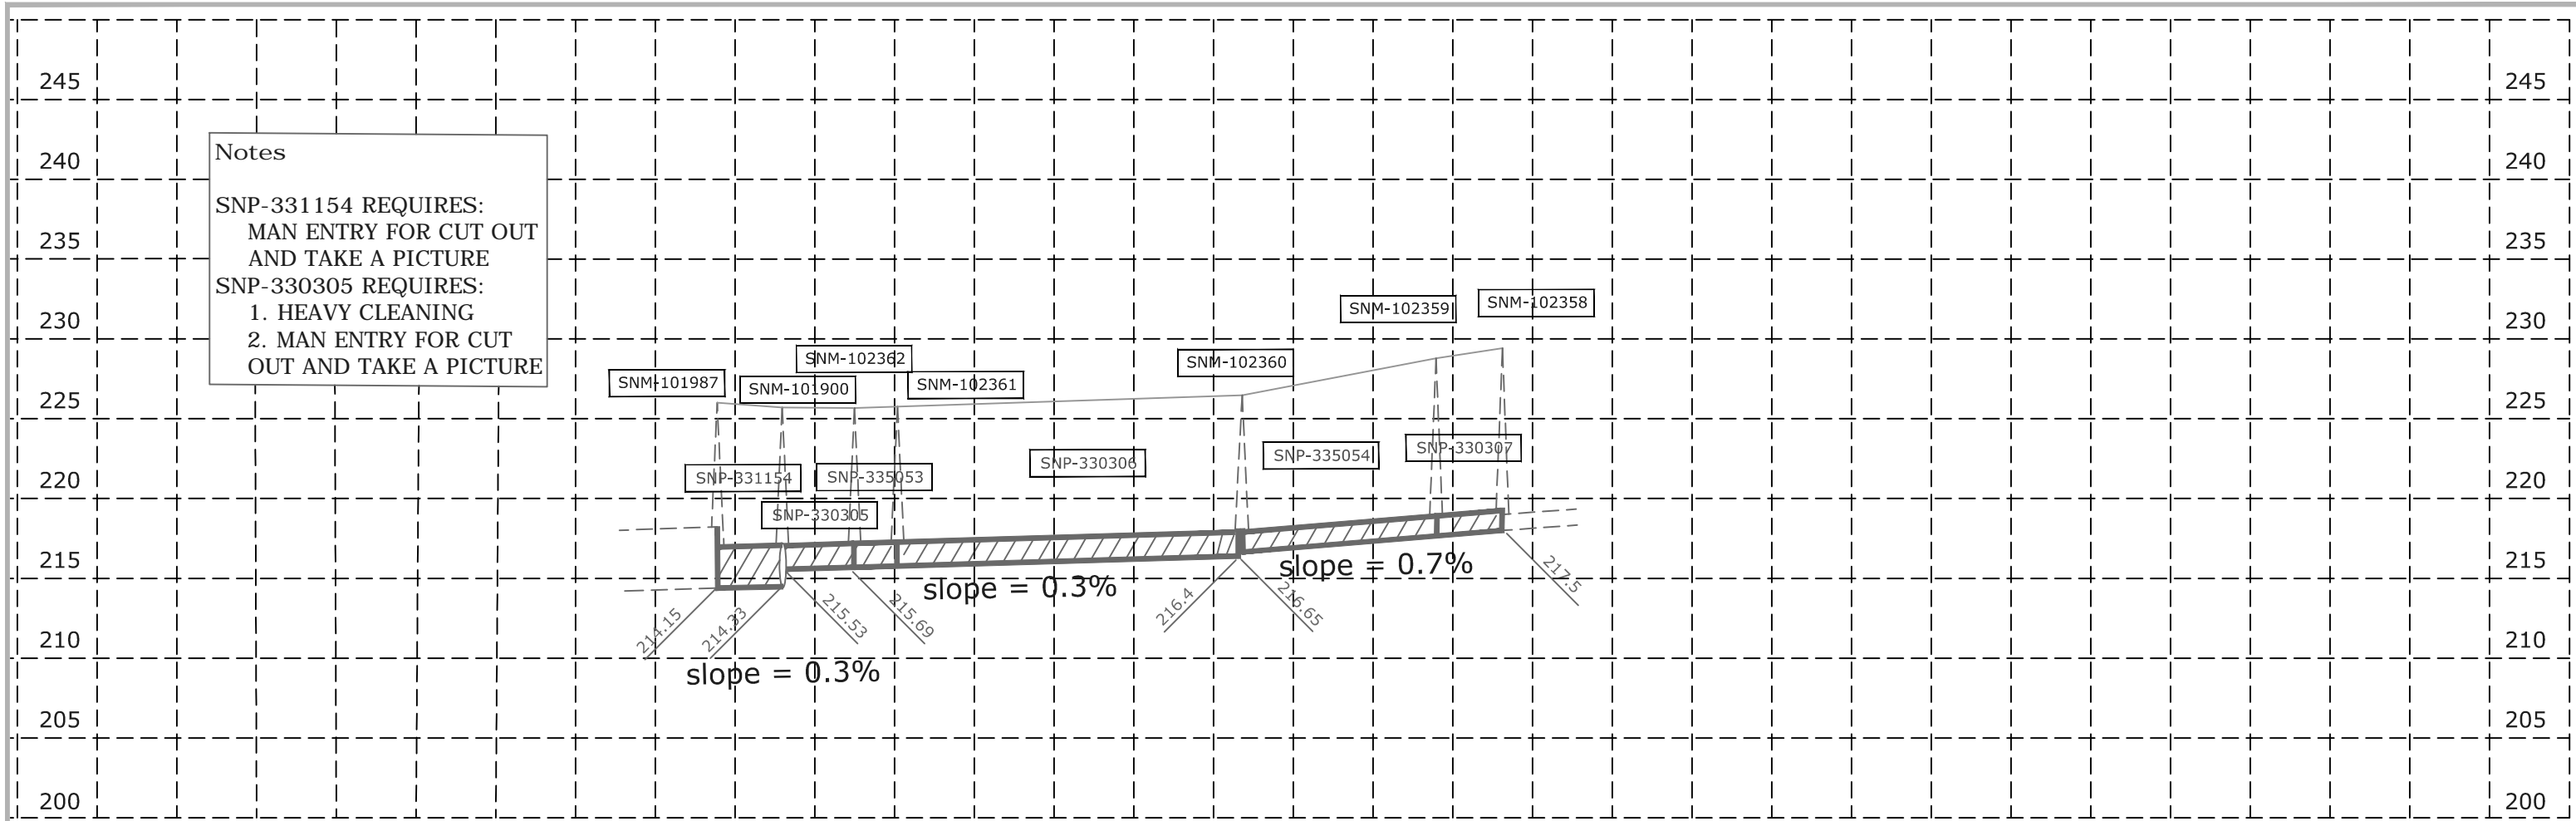 245
245
Notes
240
240
SNP-331154 REQUIRES:
MAN ENTRY FOR CUT OUT
235
235
AND TAKE A PICTURE
SNP-330305 REQUIRES:
1. HEAVY CLEANING
230
230
2. MAN ENTRY FOR CUT
OUT AND TAKE A PICTURE
SNM-102359
SNM-102358
SNM-102362
SNM-102360
SNM-101987
SNM-101900
SNM-102361
225
225
SNP-330307
SNP-335054
SNP-330306
SNP-331154
SNP-335053
220
220
SNP-330305
215
215
slope = 0.7%
slope = 0.3%
217.5
214.15
214.33
215.53
215.69
216.4
216.65
210
210
slope = 0.3%
205
205
200
200